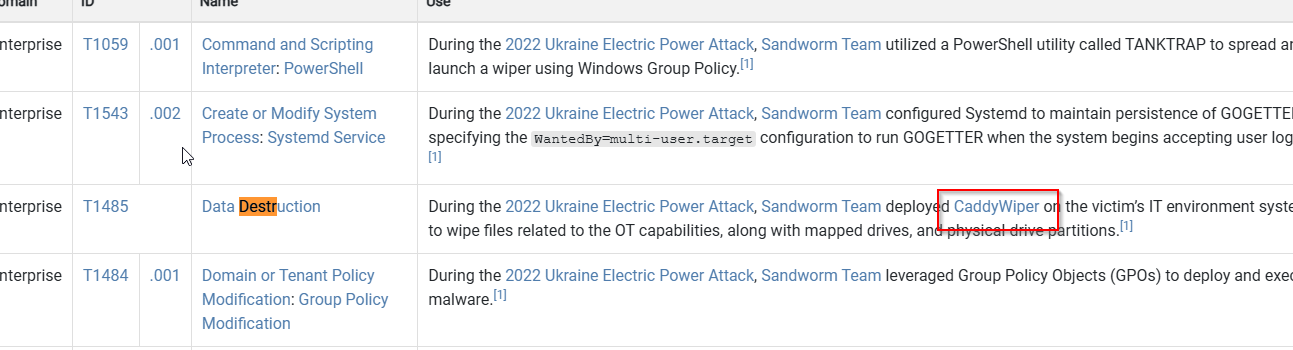 omain ID Name Use
nterprise T1059 .001 Command and Scripting During the 2022 Ukraine Electric Power Attack, Sandworm Team utilized a PowerShell utility called TANKTRAP to spread an
Interpreter: PowerShell launch a wiper using Windows Group Policy.[1]
nterprise T1543 .002 Create or Modify System During the 2022 Ukraine Electric Power Attack, Sandworm Team configured Systemd to maintain persistence of GOGETTE
Process: Systemd Service specifying the WantedBy=multi-user.target configuration to run GOGETTER when the system begins accepting user log
[1]
nterprise T1485 Data Destruction During the 2022 Ukraine Electric Power Attack, Sandworm Team deployed CaddyWiper on the victim's IT environment syste
to wipe files related to the OT capabilities, along with mapped drives, and physical drive partitions.[1]
nterprise T1484 .001 Domain or Tenant Policy During the 2022 Ukraine Electric Power Attack, Sandworm Team leveraged Group Policy Objects (GPOs) to deploy and exec
Modification: Group Policy malware.[1]
Modification